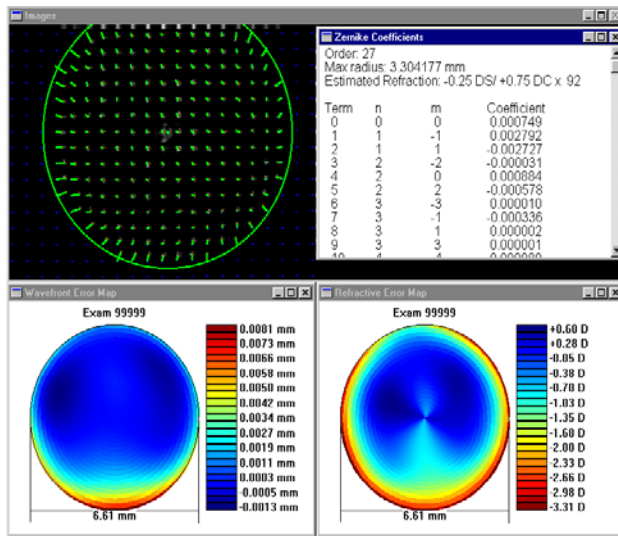 Images
Zernike Coefficients
Order: 27
Max radius: 3.304177 mm
Estimated Refraction: -0.25 DS/ +0.75 DC x 92
Term n m Coefficient
0 0 0 0.000749
1 1 -1 0.002792
2 1 1 -0.002727
3 2 -2 -0.000031
4 2 0 0.000884
5 2 2 -0.000578
6 3 -3 0.000010
7 3 -1 -0.000336
8 3 1 0.000002
9 3 3 0.000001
Wavefront Error Map
Exam 99999
0.0081 mm
0.0073 mm
0.0066 mm
0.0058 mm
0.0050 mm
0.0042 mm
0.0034 mm
0.0027 mm
0.0019 mm
0.0011 mm
0.0003 mm
-0.0005 mm
-0.0013 mm
6.61 mm
Refractive Error Map
Exam 99999
+0.60 D
+0.28 D
-0.05 D
-0.38 D
-0.70 D
-1.03 D
-1.35 D
-1.68 D
-2.00 D
-2.33 D
-2.66 D
-2.98 D
-3.31 D
6.61 mm